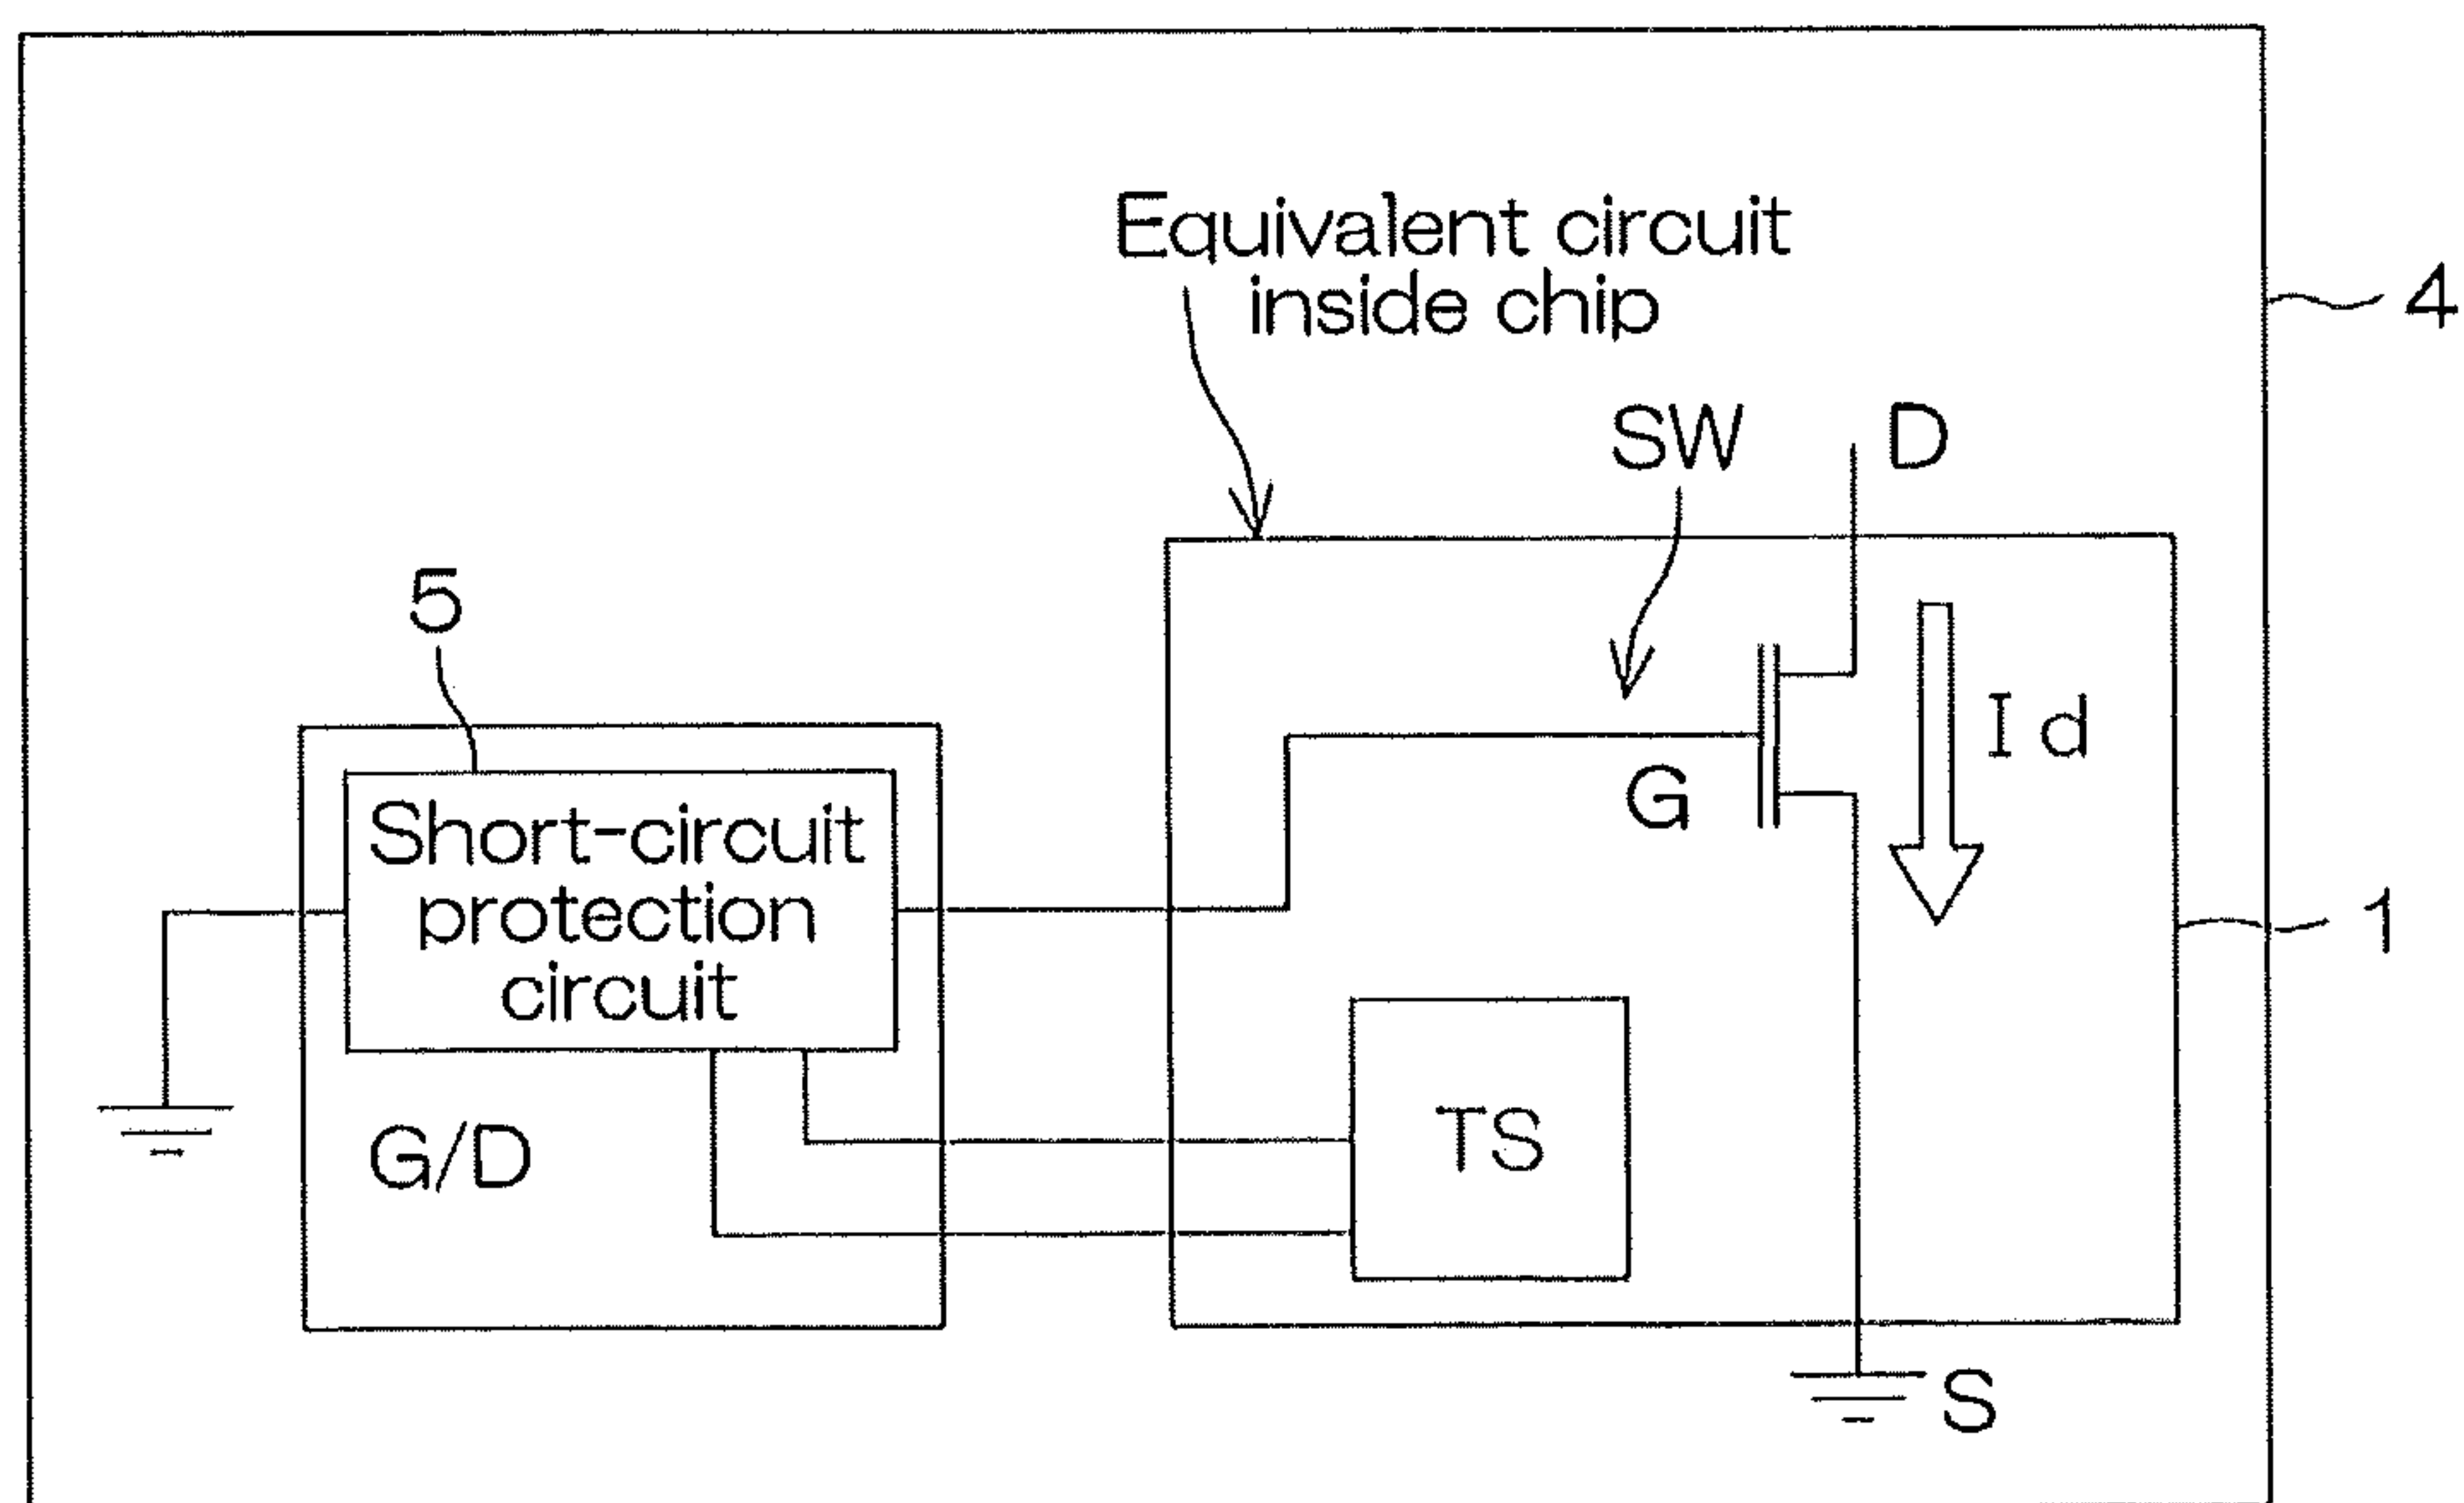 Equivalent circuit
inside chip
4
SW
D
5
Id
G
Short-circuit
protection
circuit
1
G/D
TS
S